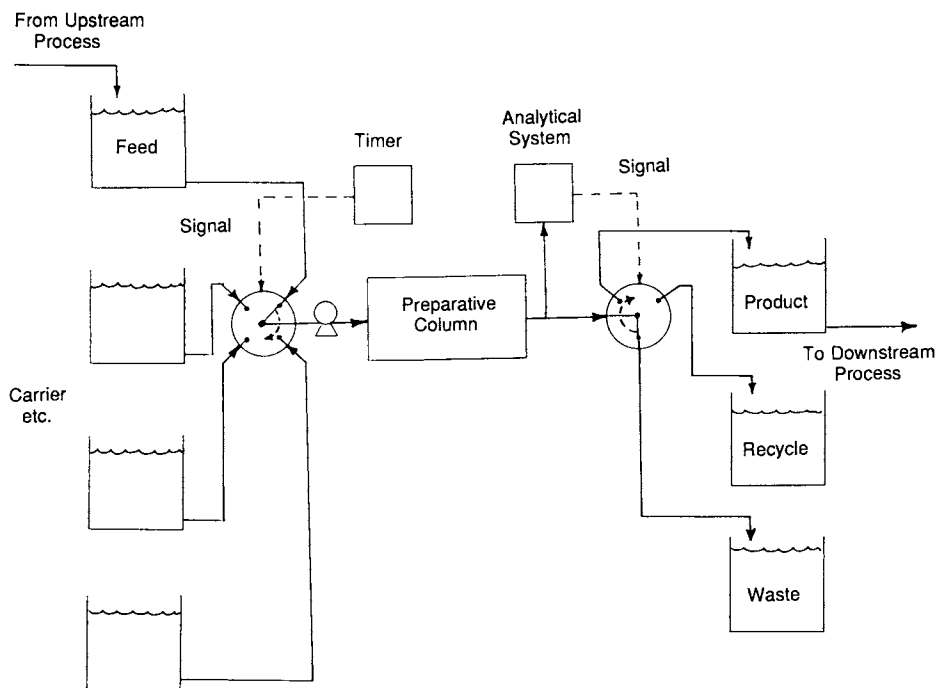 From Upstream
Process
Feed
Timer
Analytical
System
Signal
Signal
Preparative
Column
Product
To Downstream
Process
Carrier
etc.
Recycle
Waste